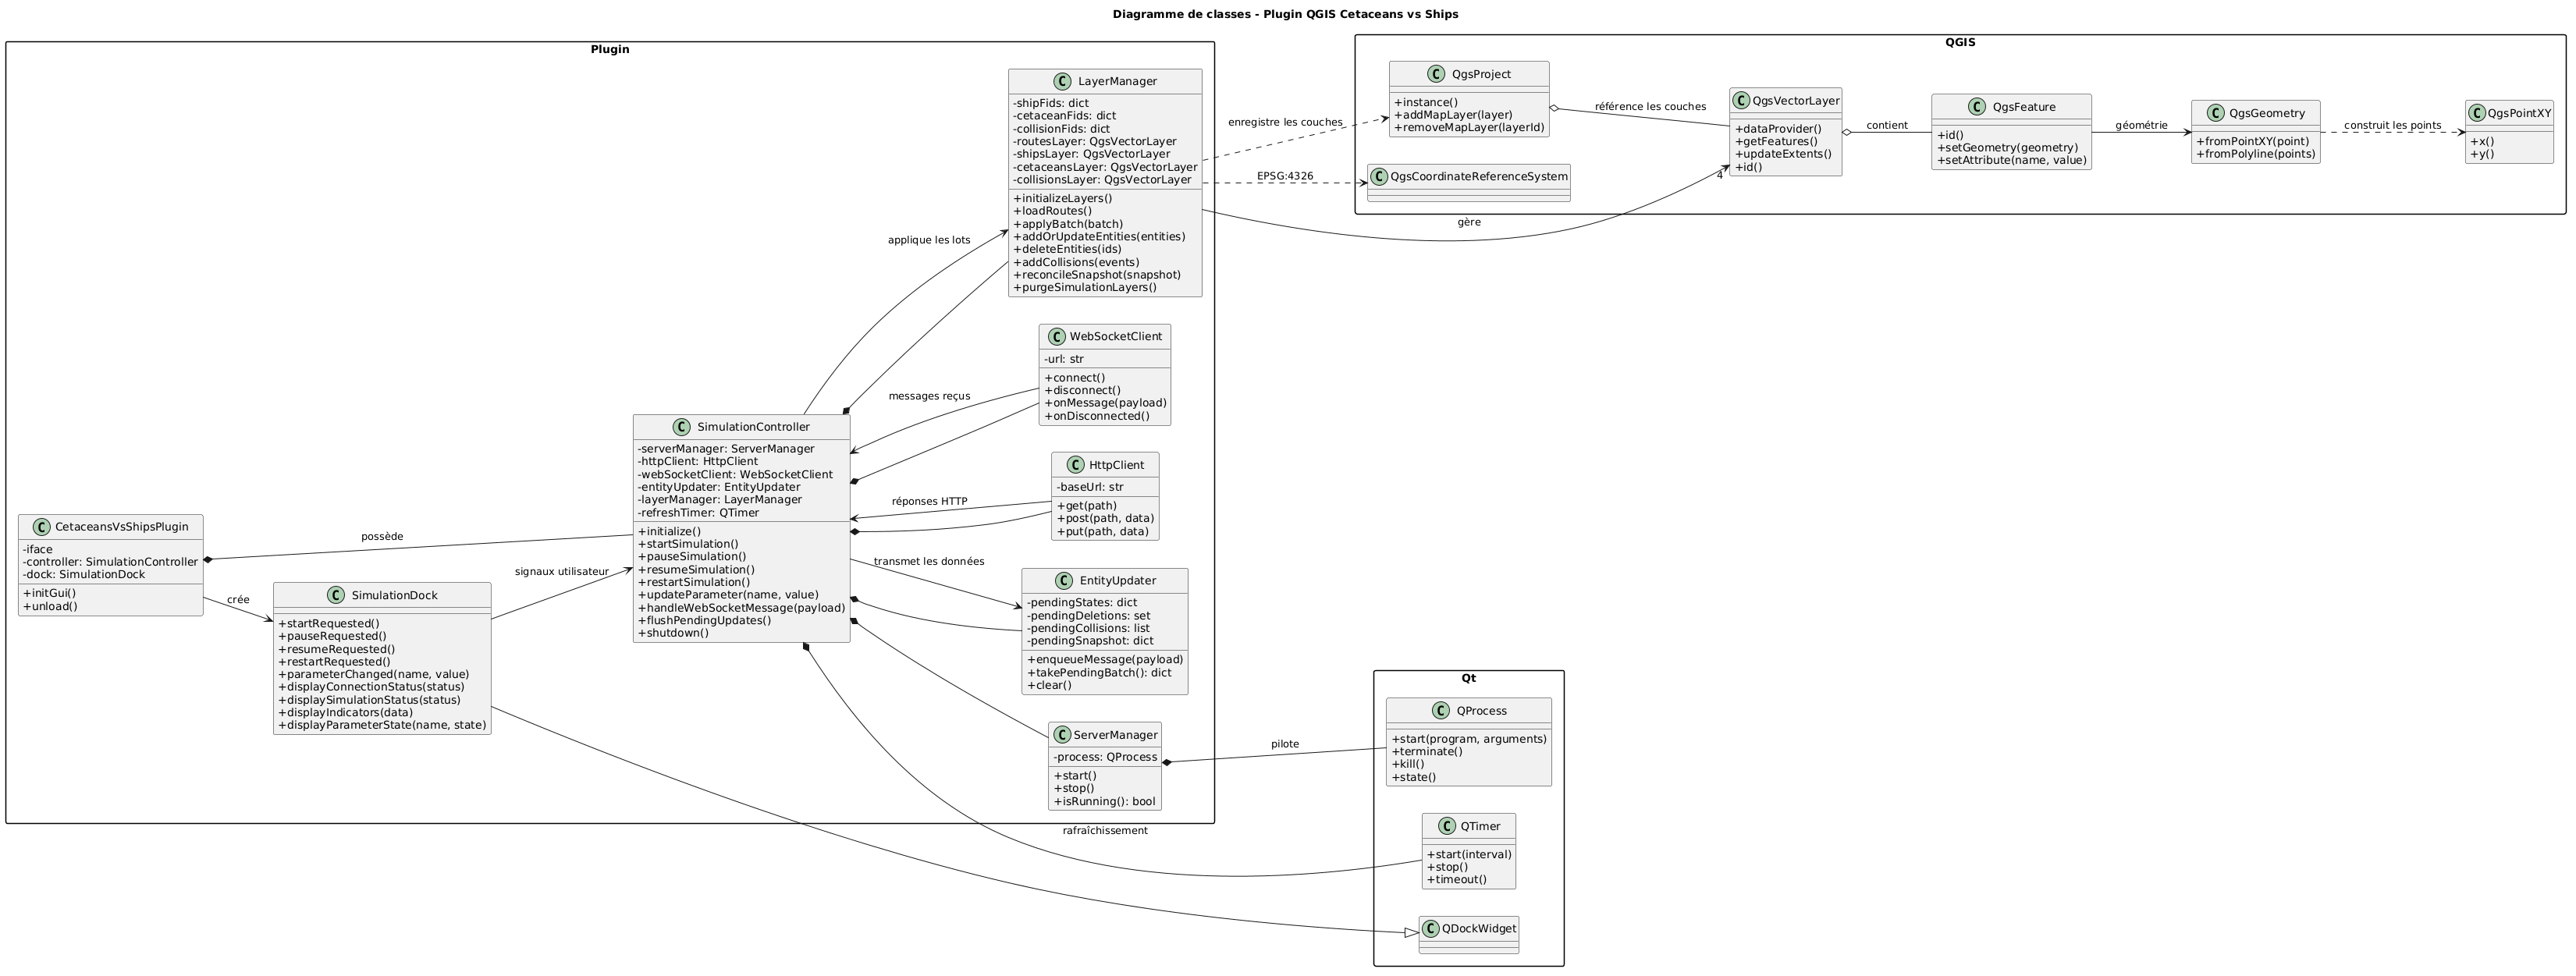 Diagramme de classes - Plugin QGIS Cetaceans vs Ships
Plugin
C CetaceansVsShipsPlugin
-iface
-controller: SimulationController
-dock: SimulationDock
+initGui()
+unload()
possède
crée
C SimulationDock
+startRequested()
+pauseRequested()
+resumeRequested()
+restartRequested()
+parameterChanged(name, value)
+displayConnectionStatus(status)
+displaySimulationStatus(status)
+displayIndicators(data)
+displayParameterState(name, state)
signaux utilisateur
C SimulationController
-serverManager: ServerManager
-httpClient: HttpClient
-webSocketClient: WebSocketClient
-entityUpdater: EntityUpdater
-layerManager: LayerManager
-refreshTimer: QTimer
+initialize()
+startSimulation()
+pauseSimulation()
+resumeSimulation()
+restartSimulation()
+updateParameter(name, value)
+handleWebSocketMessage(payload)
+flushPendingUpdates()
+shutdown()
applique les lots
messages reçus
réponses HTTP
transmet les données
C LayerManager
-shipFids: dict
-cetaceanFids: dict
-collisionFids: dict
-routesLayer: QgsVectorLayer
-shipsLayer: QgsVectorLayer
-cetaceansLayer: QgsVectorLayer
-collisionsLayer: QgsVectorLayer
+initializeLayers()
+loadRoutes()
+applyBatch(batch)
+addOrUpdateEntities(entities)
+deleteEntities(ids)
+addCollisions(events)
+reconcileSnapshot(snapshot)
+purgeSimulationLayers()
C WebSocketClient
-url: str
+connect()
+disconnect()
+onMessage(payload)
+onDisconnected()
C HttpClient
-baseUrl: str
+get(path)
+post(path, data)
+put(path, data)
C EntityUpdater
-pendingStates: dict
-pendingDeletions: set
-pendingCollisions: list
-pendingSnapshot: dict
+enqueueMessage(payload)
+takePendingBatch(): dict
+clear()
C ServerManager
-process: QProcess
+start()
+stop()
+isRunning(): bool
rafraîchissement
enregistre les couches
EPSG:4326
gère
4
pilote
QGIS
C QgsProject
+instance()
+addMapLayer(layer)
+removeMapLayer(layerId)
C QgsCoordinateReferenceSystem
référence les couches
C QgsVectorLayer
+dataProvider()
+getFeatures()
+updateExtents()
+id()
contient
C QgsFeature
+id()
+setGeometry(geometry)
+setAttribute(name, value)
géométrie
C QgsGeometry
+fromPointXY(point)
+fromPolyline(points)
construit les points
C QgsPointXY
+x()
+y()
Qt
C QProcess
+start(program, arguments)
+terminate()
+kill()
+state()
C QTimer
+start(interval)
+stop()
+timeout()
C QDockWidget